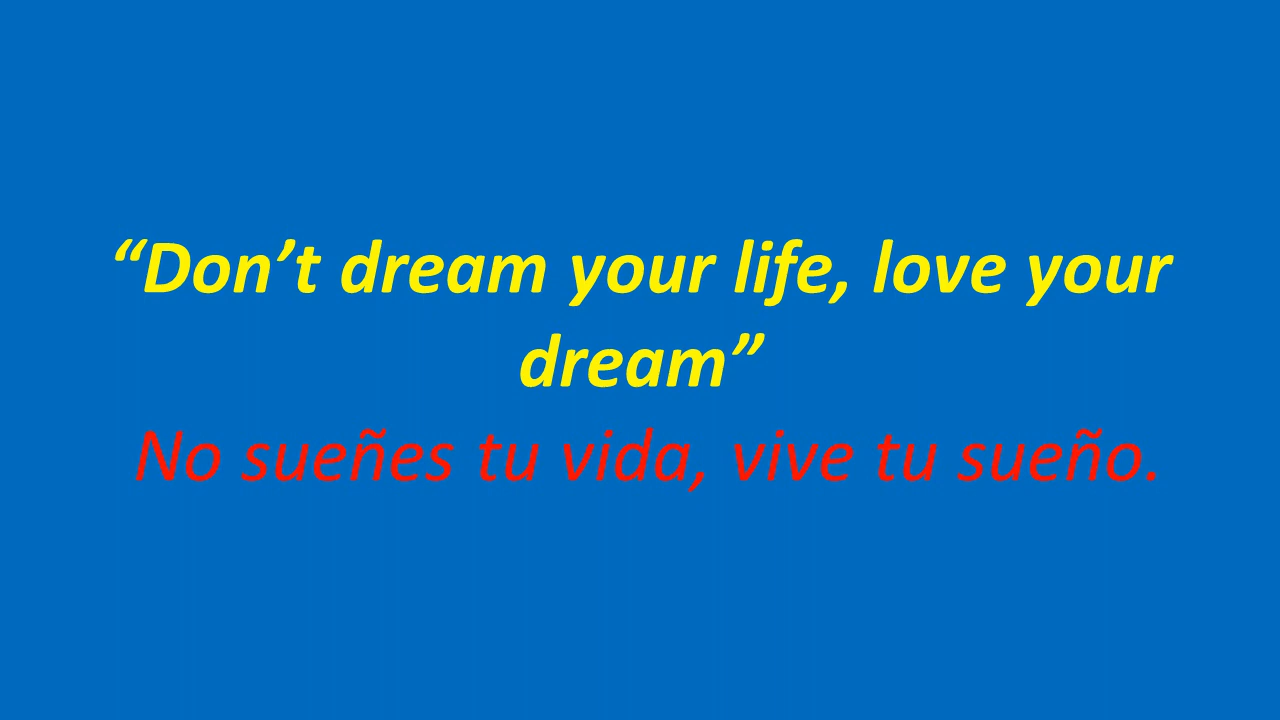 “Don’t dream your life, love your
dream”
No sueñes tu vida, vive tu sueño.